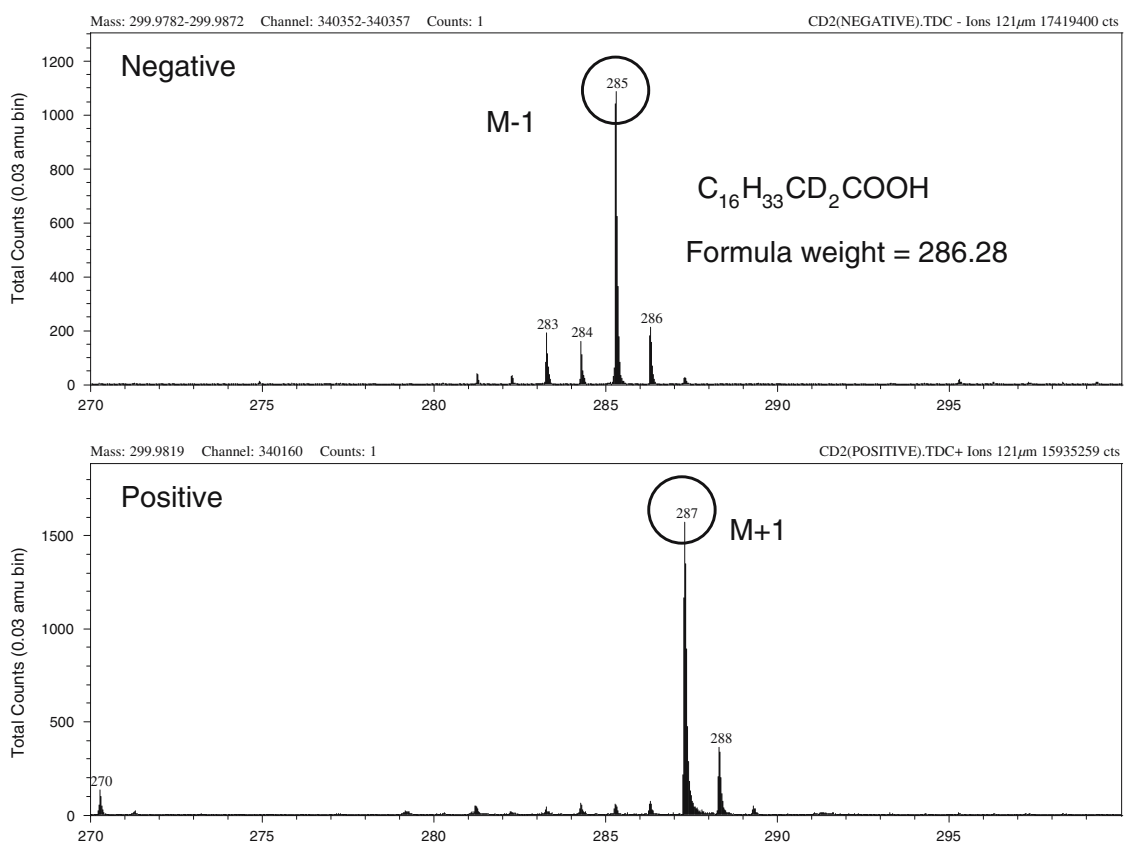 Mass: 299.9782-299.9872 Channel: 340352-340357 Counts: 1 CD2(NEGATIVE).TDC - Ions 121µm 17419400 cts
Negative
285
M-1
C16H33CD2COOH
Formula weight = 286.28
283
284
286
Total Counts (0.03 amu bin)
1200
1000
800
600
400
200
0
270 275 280 285 290 295
Mass: 299.9819 Channel: 340160 Counts: 1 CD2(POSITIVE).TDC+ Ions 121µm 15935259 cts
Positive
287
M+1
288
270
Total Counts (0.03 amu bin)
1500
1000
500
0
270 275 280 285 290 295